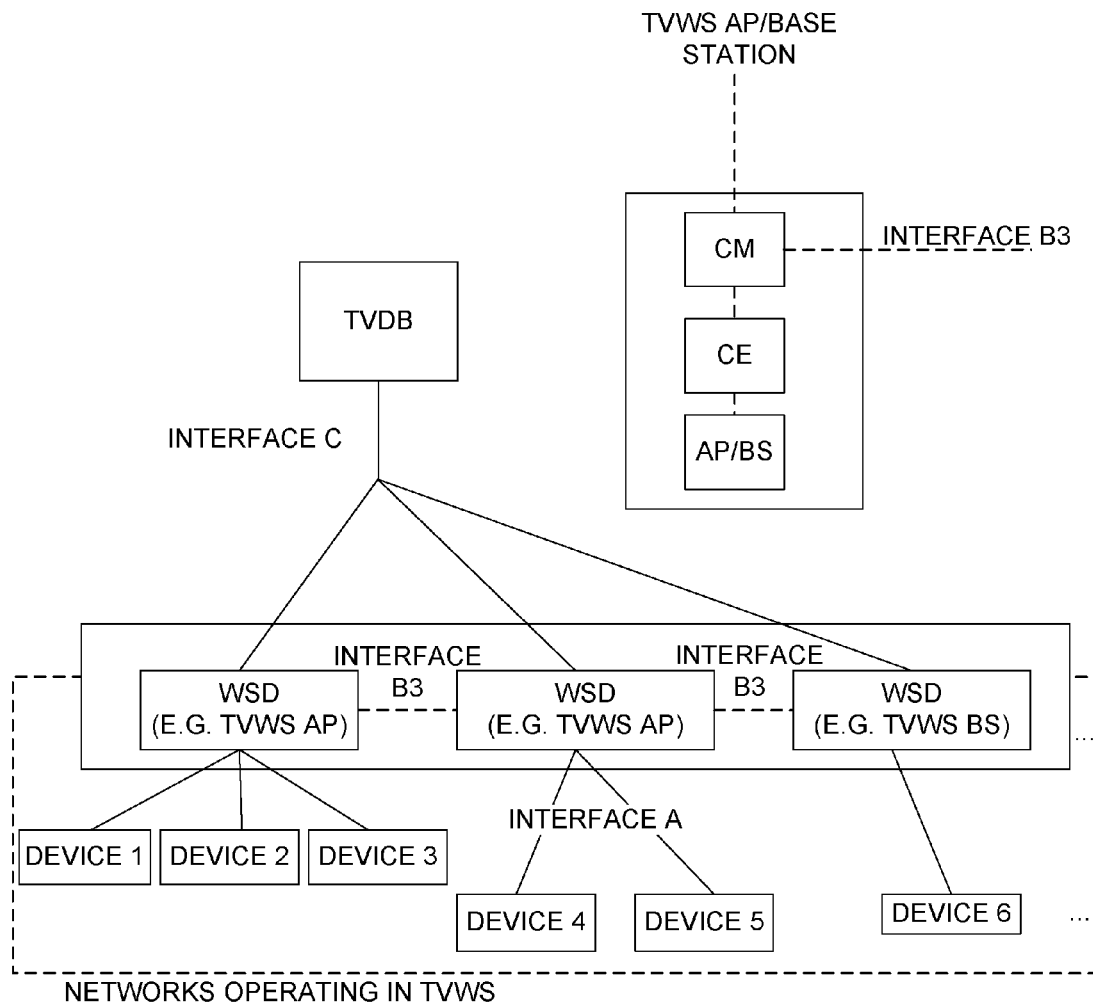 TVWS AP/BASE
STATION
CM
INTERFACE B3
TVDB
CE
INTERFACE C
AP/BS
INTERFACE
B3
INTERFACE
B3
WSD
(E.G. TVWS AP)
WSD
(E.G. TVWS AP)
WSD
(E.G. TVWS BS)
...
INTERFACE A
DEVICE 1
DEVICE 2
DEVICE 3
DEVICE 4
DEVICE 5
DEVICE 6
...
NETWORKS OPERATING IN TVWS